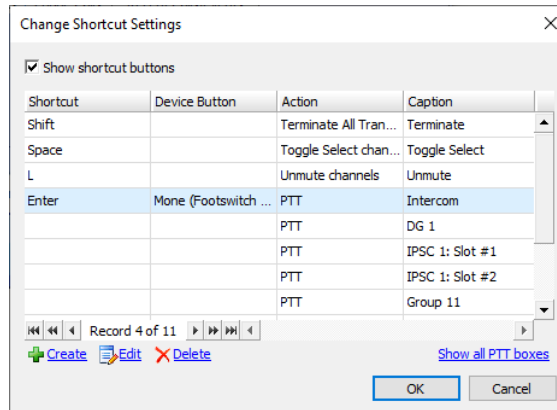 Change Shortcut Settings
Show shortcut buttons
Shortcut Device Button Action Caption
Shift Terminate All Tran... Terminate
Space Toggle Select chan... Toggle Select
L Unmute channels Unmute
Enter Mone (Footswitch ... PTT Intercom
PTT DG 1
PTT IPSC 1: Slot #1
PTT IPSC 1: Slot #2
PTT Group 11
Record 4 of 11
Create Edit Delete Show all PTT boxes
OK Cancel